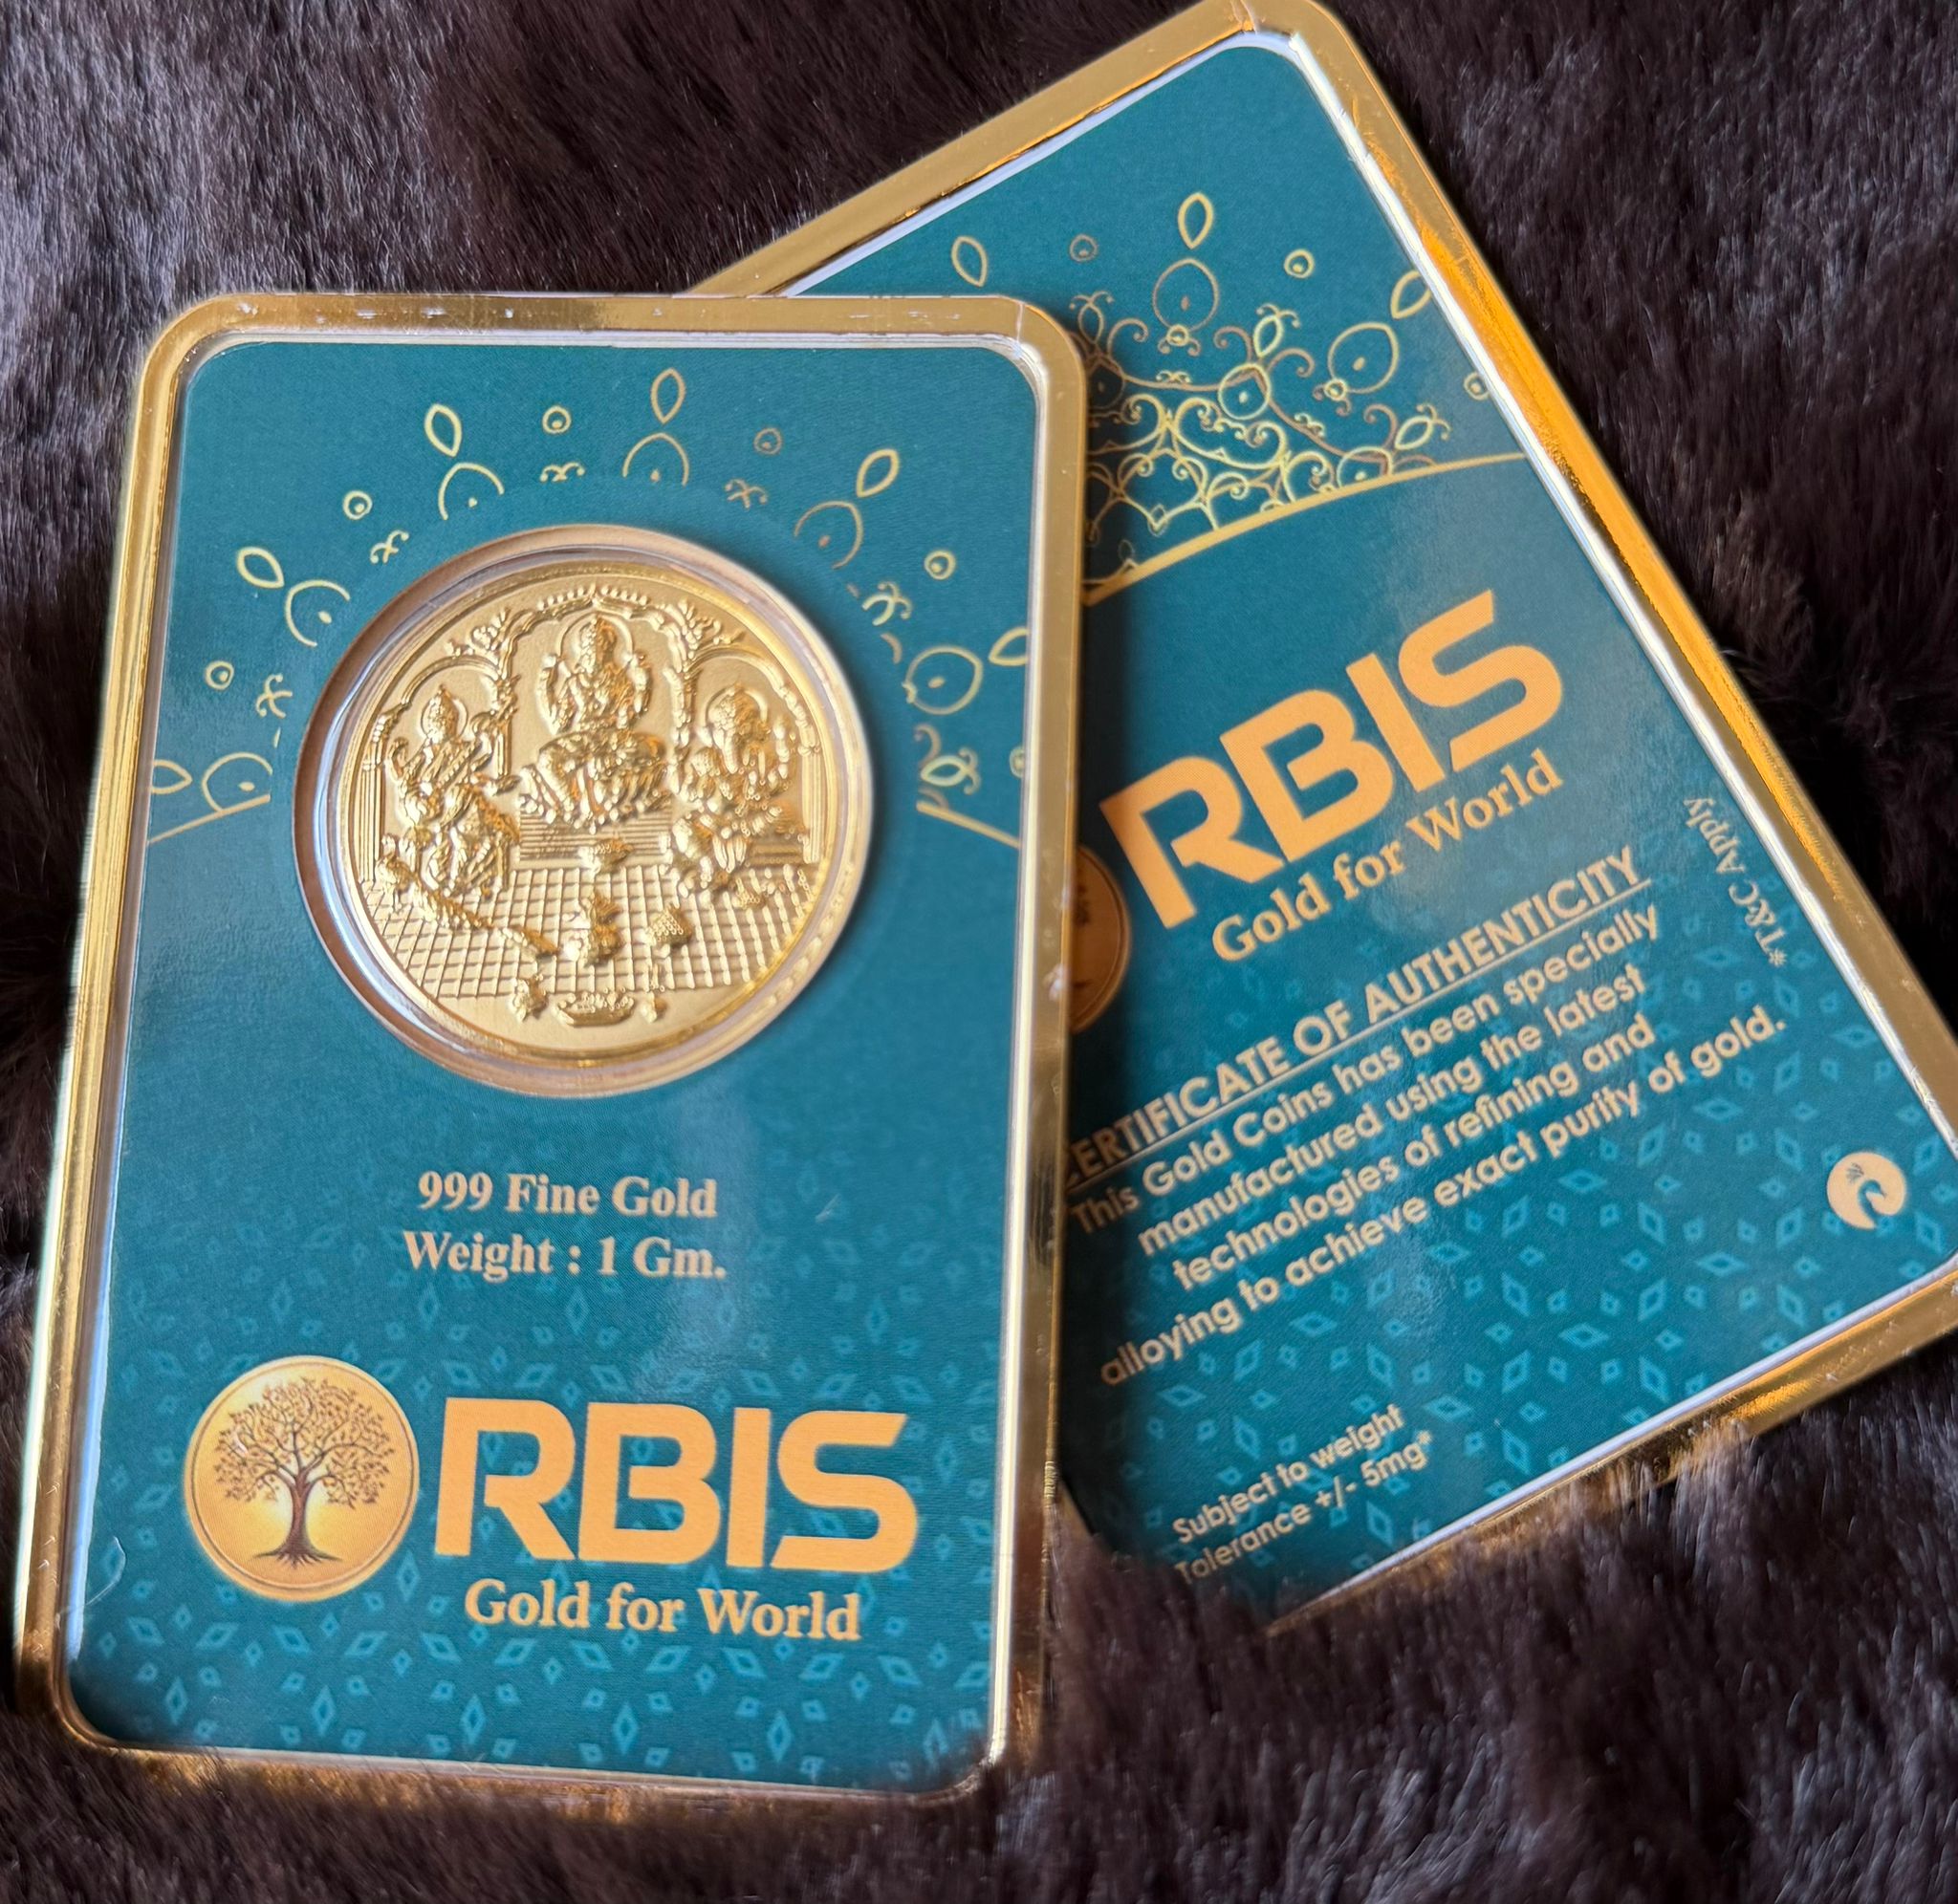 999 Fine Gold
Weight : 1 Gm.
RBIS
Gold for World
RBIS
Gold for World
*T&C Apply
CERTIFICATE OF AUTHENTICITY
This Gold Coins has been specially
manufactured using the latest
technologies of refining and
alloying to achieve exact purity of gold.
Subject to weight
Tolerance +/- 5mg*